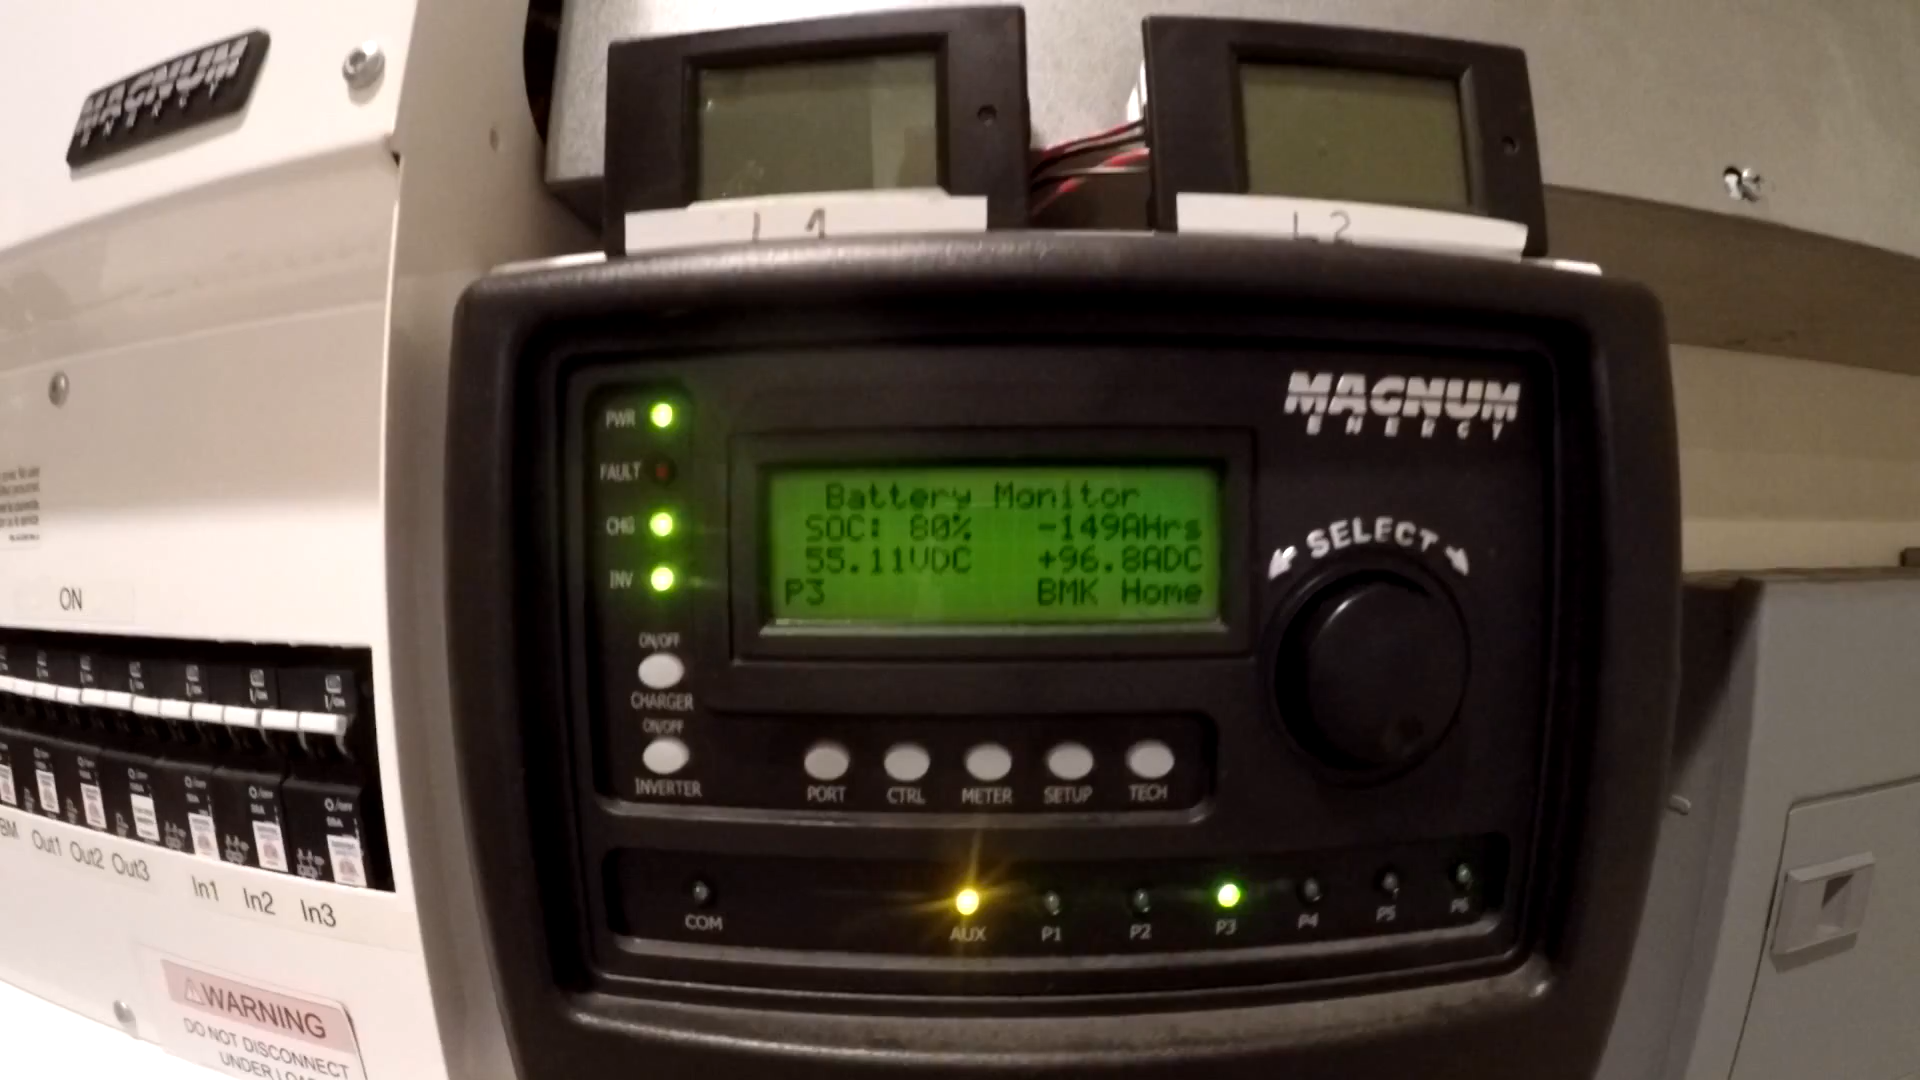 MAGNUM
ENERGY
L1
L2
MAGNUM
ENERGY
PWR
FAULT
CHG
INV
Battery Monitor
SOC: 80% -149AHrs
55.11VDC +96.8ADC
P3 BMK Home
SELECT
ON/OFF
CHARGER
ON/OFF
INVERTER
PORT CTRL METER SETUP TECH
COM AUX P1 P2 P3 P4 P5 P6
ON
Out1 Out2 Out3 In1 In2 In3
WARNING
DO NOT DISCONNECT
UNDER